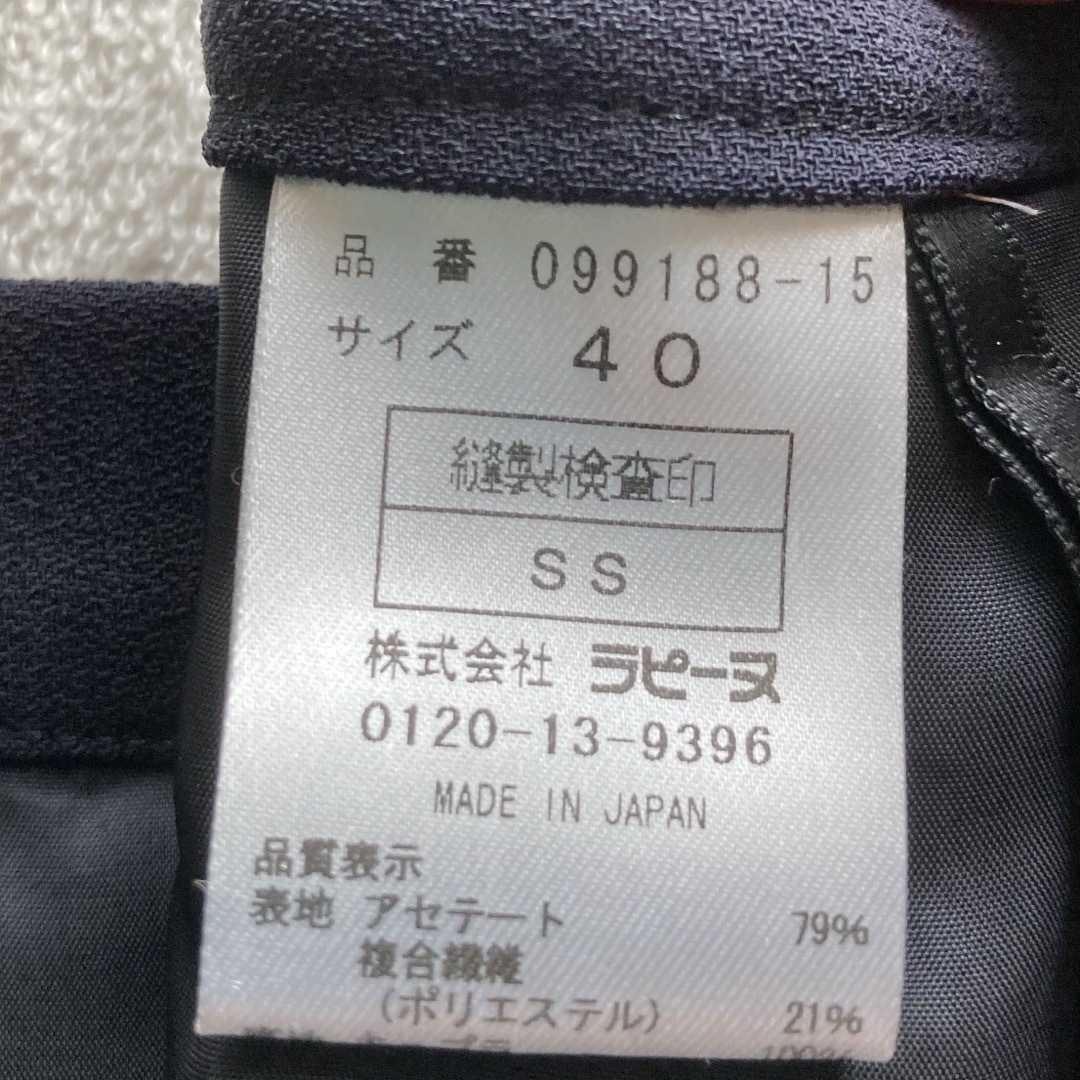 品 番 099188-15
サイズ 40
縫製検査印
SS
株式会社 ラピーヌ
0120-13-9396
MADE IN JAPAN
品質表示
表地 アセテート 79%
複合繊維
(ポリエステル) 21%